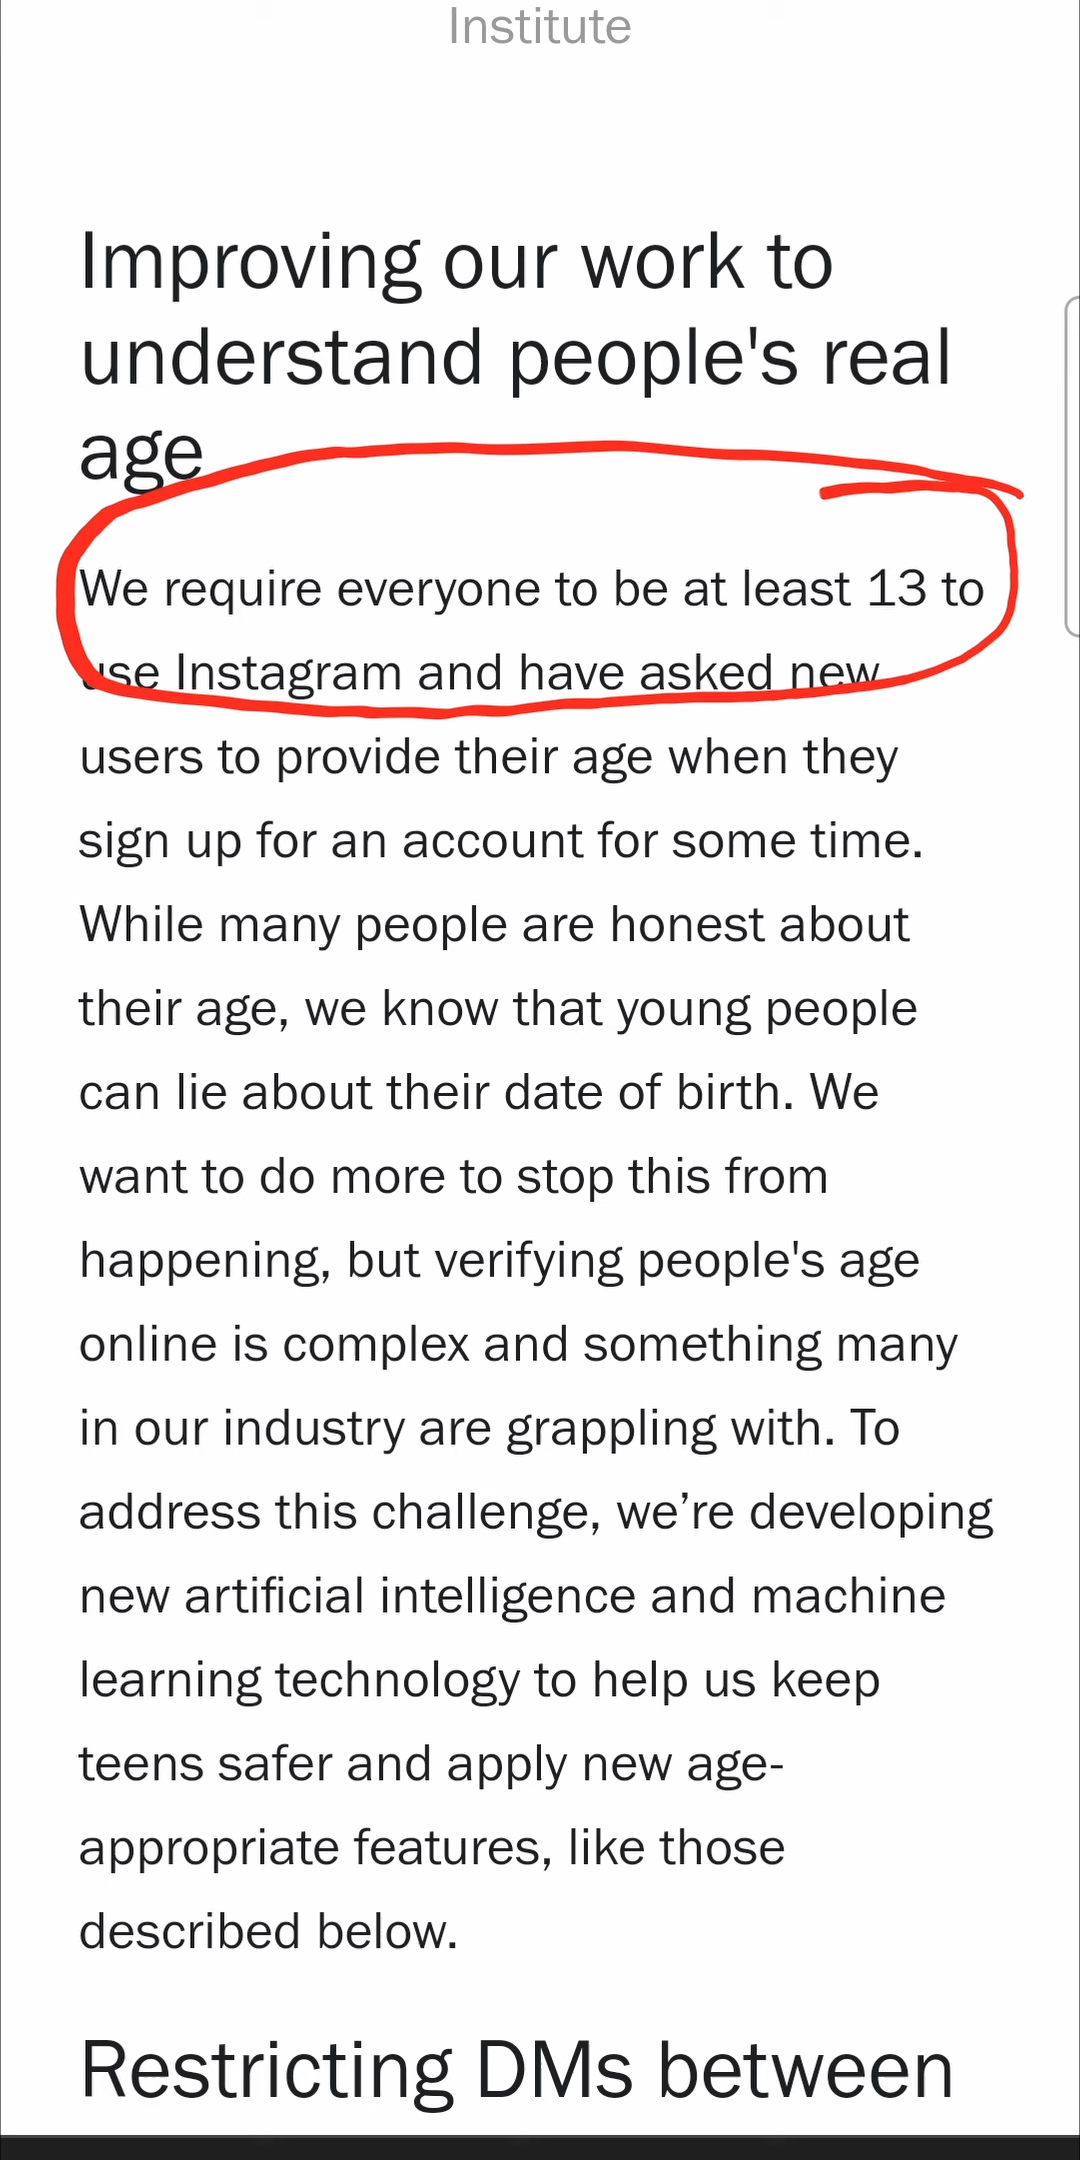 Institute
Improving our work to
understand people's real
age
We require everyone to be at least 13 to
use Instagram and have asked new
users to provide their age when they
sign up for an account for some time.
While many people are honest about
their age, we know that young people
can lie about their date of birth. We
want to do more to stop this from
happening, but verifying people's age
online is complex and something many
in our industry are grappling with. To
address this challenge, we’re developing
new artificial intelligence and machine
learning technology to help us keep
teens safer and apply new age-
appropriate features, like those
described below.
Restricting DMs between